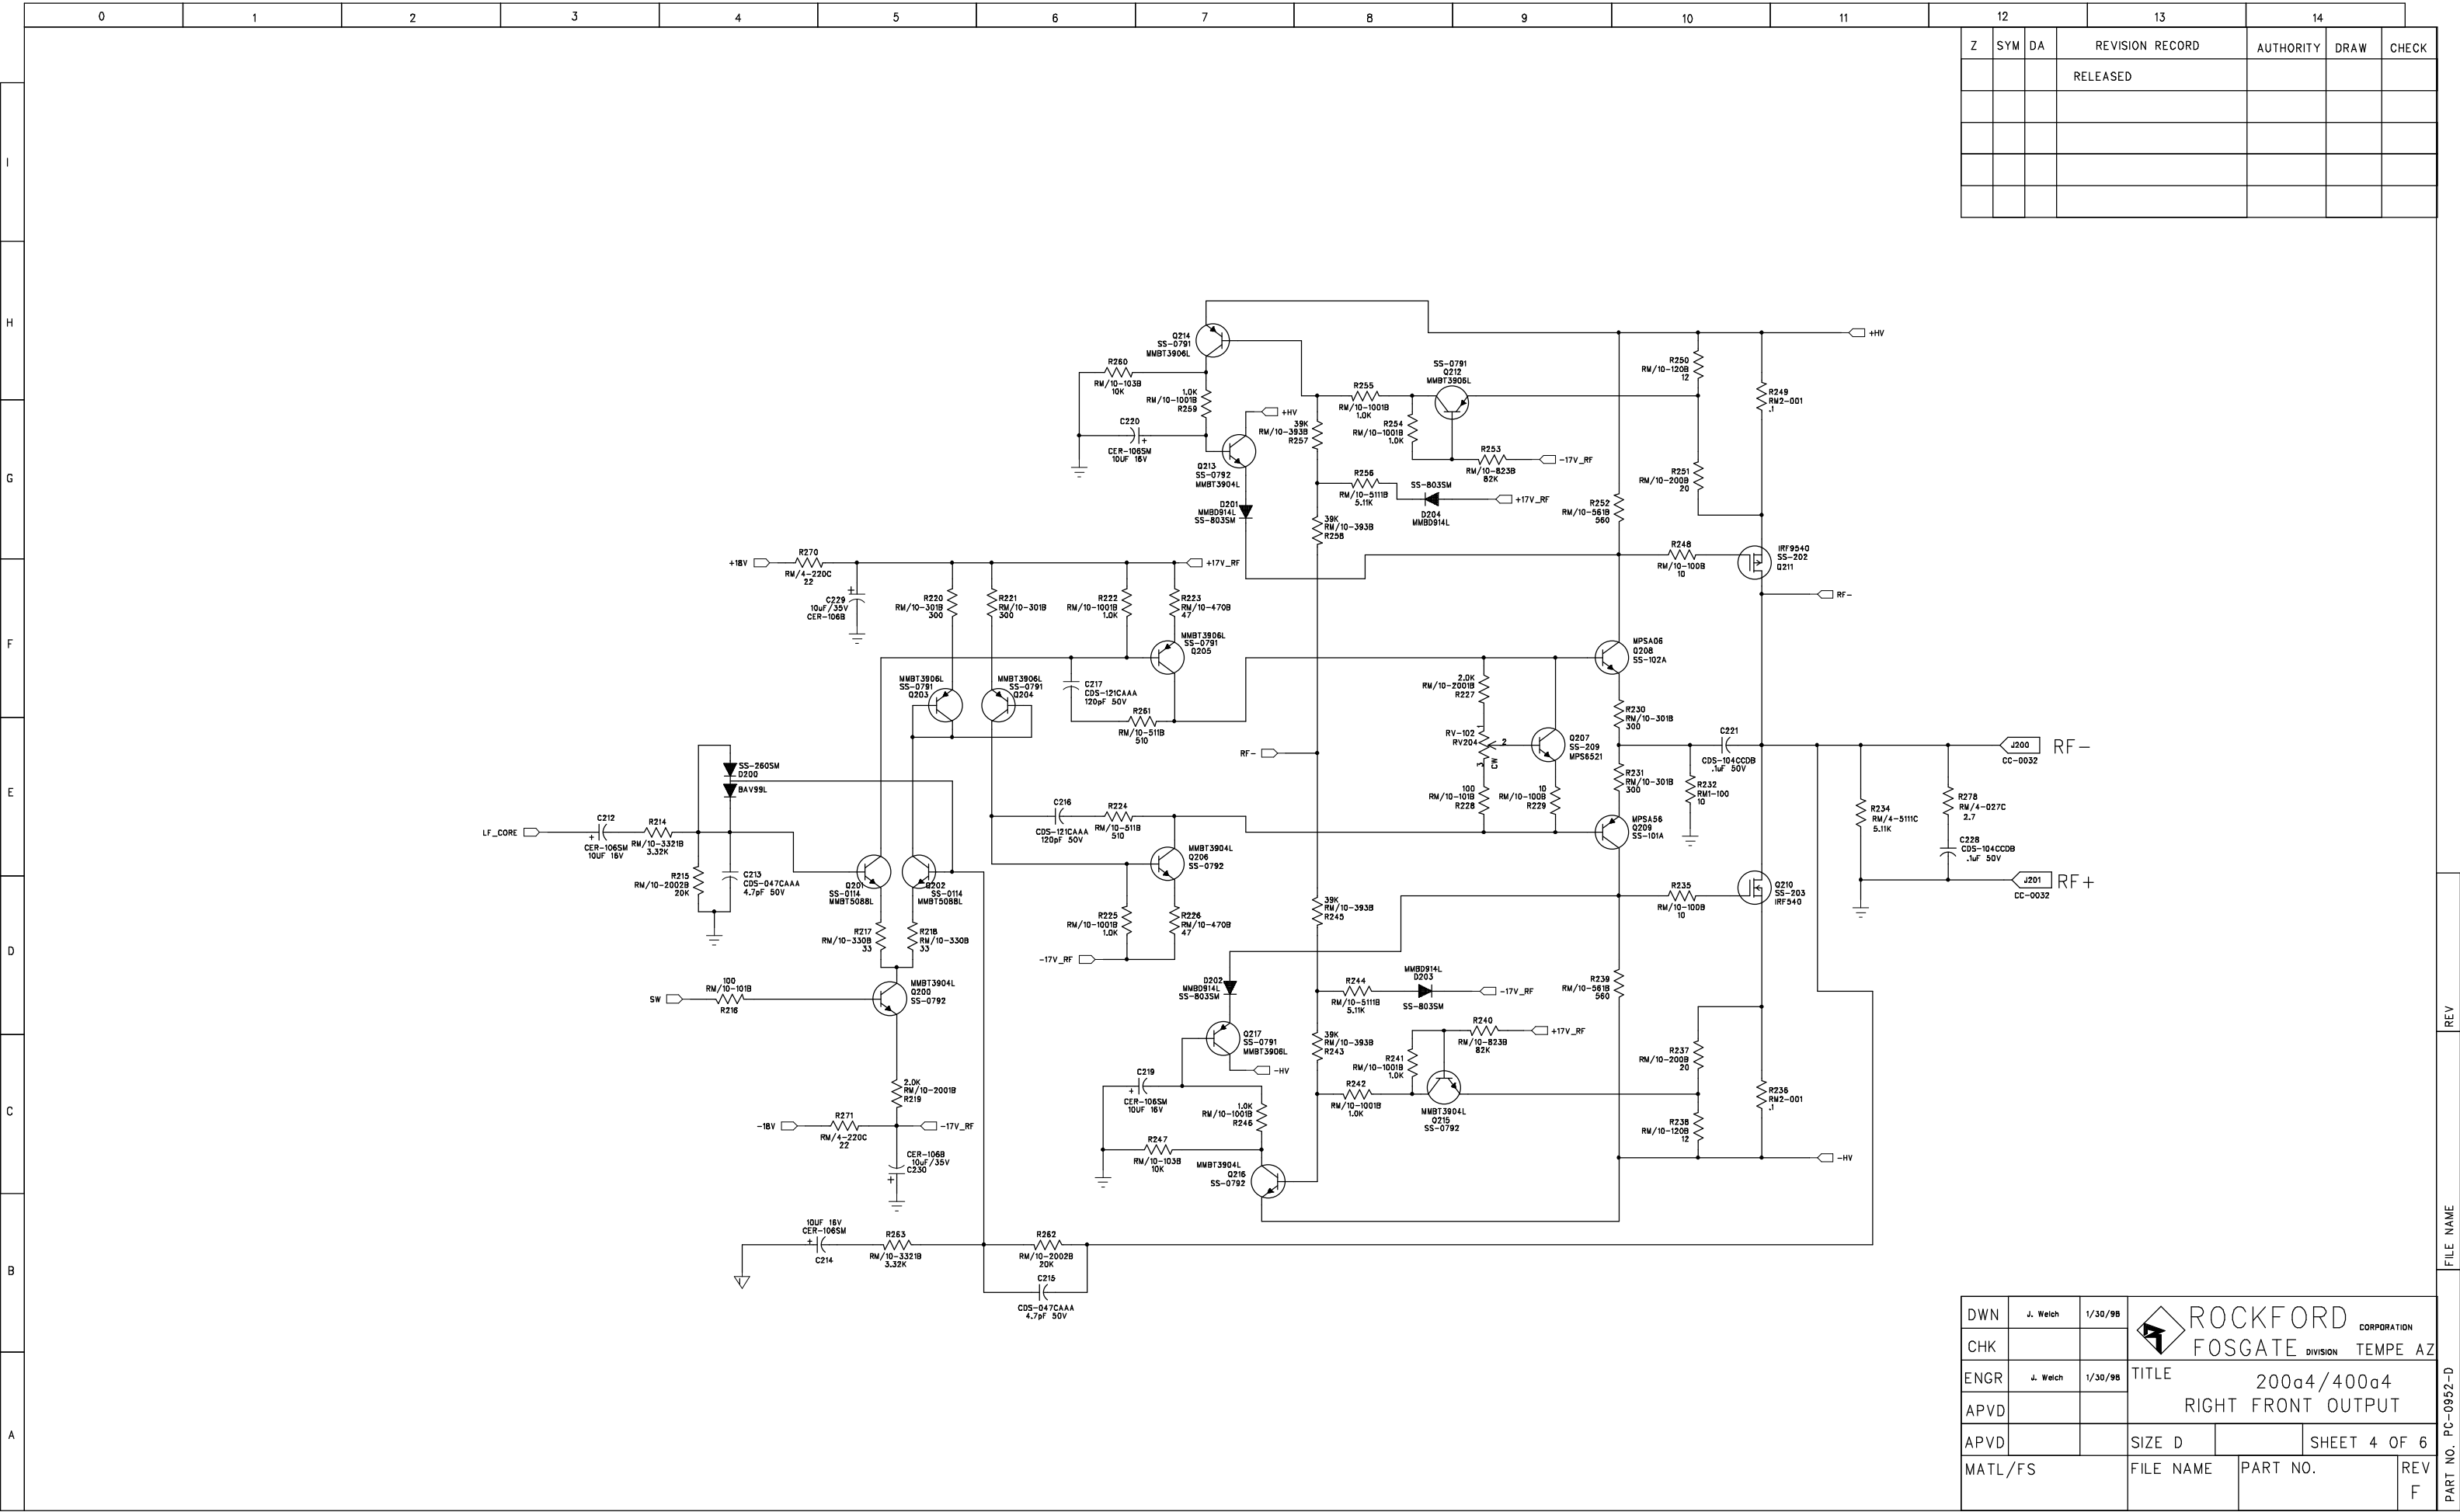 0 1 2 3 4 5 6 7 8 9 10 11 12 13 14
Z SYM DA REVISION RECORD AUTHORITY DRAW CHECK
RELEASED
I
H
G
F
E
D
C
B
A
Q214
SS-0791
MMBT3906L
R260
RM/10-103B
10K
1.0K
RM/10-1001B
R259
C220
+
CER-106SM
10UF 16V
+HV
Q213
SS-0792
MMBT3904L
D201
MMBD914L
SS-803SM
39K
RM/10-393B
R257
R255
RM/10-1001B
1.0K
SS-0791
Q212
MMBT3906L
R254
RM/10-1001B
1.0K
R253
RM/10-823B
82K
-17V_RF
R256
RM/10-5111B
5.11K
SS-803SM
D204
MMBD914L
+17V_RF
39K
RM/10-393B
R258
+HV
R250
RM/10-120B
12
R249
RM2-001
.1
R251
RM/10-200B
20
R252
RM/10-561B
560
R248
RM/10-100B
10
IRF9540
SS-202
Q211
RF-
+18V
R270
RM/4-220C
22
+17V_RF
+
C229
10uF/35V
CER-106B
R220
RM/10-301B
300
R221
RM/10-301B
300
R222
RM/10-1001B
1.0K
R223
RM/10-470B
47
MMBT3906L
SS-0791
Q205
MMBT3906L
SS-0791
Q203
MMBT3906L
SS-0791
Q204
C217
CDS-121CAAA
120pF 50V
R261
RM/10-511B
510
RF-
2.0K
RM/10-2001B
R227
RV-102
RV204
1
2
3
CW
Q207
SS-209
MPS6521
100
RM/10-101B
R228
10
RM/10-100B
R229
MPSA06
Q208
SS-102A
R230
RM/10-301B
300
R231
RM/10-301B
300
MPSA56
Q209
SS-101A
C221
CDS-104CCDB
.1uF 50V
R232
RM1-100
10
J200
RF-
CC-0032
R234
RM/4-5111C
5.11K
R278
RM/4-027C
2.7
C228
CDS-104CCDB
.1uF 50V
J201
RF+
CC-0032
SS-260SM
D200
BAV99L
LF_CORE
C212
+
CER-106SM
10UF 16V
R214
RM/10-3321B
3.32K
R215
RM/10-2002B
20K
C213
CDS-047CAAA
4.7pF 50V
Q201
SS-0114
MMBT5088L
Q202
SS-0114
MMBT5088L
C216
CDS-121CAAA
120pF 50V
R224
RM/10-511B
510
MMBT3904L
Q206
SS-0792
R217
RM/10-330B
33
R218
RM/10-330B
33
R225
RM/10-1001B
1.0K
R226
RM/10-470B
47
-17V_RF
39K
RM/10-393B
R245
R235
RM/10-100B
10
Q210
SS-203
IRF540
SW
100
RM/10-101B
R216
MMBT3904L
Q200
SS-0792
D202
MMBD914L
SS-803SM
R244
RM/10-5111B
5.11K
MMBD914L
D203
SS-803SM
-17V_RF
R239
RM/10-561B
560
Q217
SS-0791
MMBT3906L
-HV
39K
RM/10-393B
R243
R240
RM/10-823B
82K
+17V_RF
R241
RM/10-1001B
1.0K
R242
RM/10-1001B
1.0K
MMBT3904L
Q215
SS-0792
R237
RM/10-200B
20
R236
RM2-001
.1
R238
RM/10-120B
12
-HV
C219
+
CER-106SM
10UF 16V
1.0K
RM/10-1001B
R246
R247
RM/10-103B
10K
MMBT3904L
Q216
SS-0792
2.0K
RM/10-2001B
R219
-18V
R271
RM/4-220C
22
-17V_RF
CER-106B
10uF/35V
C230
+
10UF 16V
CER-106SM
+
C214
R263
RM/10-3321B
3.32K
R262
RM/10-2002B
20K
C215
CDS-047CAAA
4.7pF 50V
DWN J. Welch 1/30/98
CHK
ENGR J. Welch 1/30/98
APVD
APVD
MATL/FS
ROCKFORD CORPORATION
FOSGATE DIVISION TEMPE AZ
TITLE
200a4/400a4
RIGHT FRONT OUTPUT
SIZE D SHEET 4 OF 6
FILE NAME PART NO. REV
F
REV
FILE NAME
PART NO. PC-0952-D